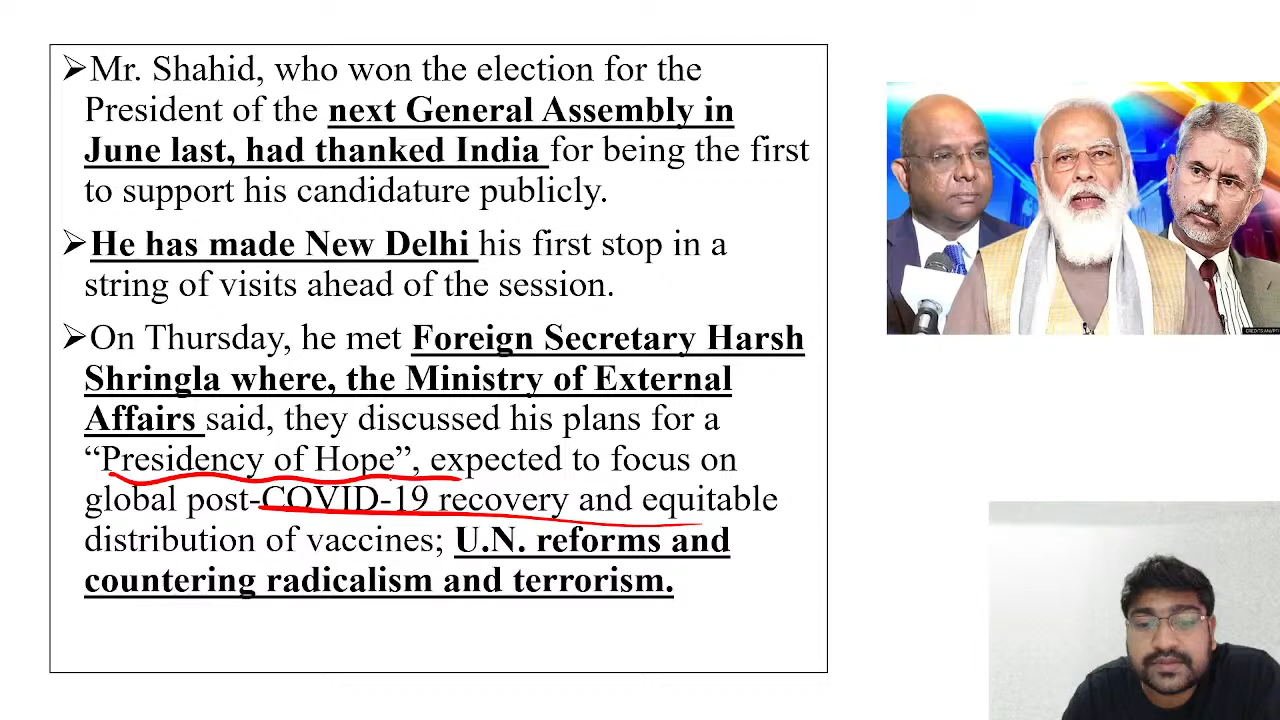 ➢Mr. Shahid, who won the election for the
President of the next General Assembly in
June last, had thanked India for being the first
to support his candidature publicly.
➢He has made New Delhi his first stop in a
string of visits ahead of the session.
➢On Thursday, he met Foreign Secretary Harsh
Shringla where, the Ministry of External
Affairs said, they discussed his plans for a
“Presidency of Hope”, expected to focus on
global post-COVID-19 recovery and equitable
distribution of vaccines; U.N. reforms and
countering radicalism and terrorism.